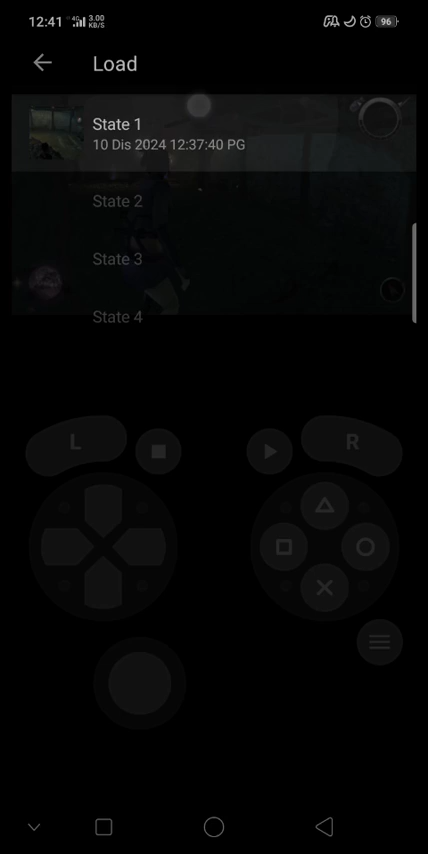 12:41 4G 3.00 KB/S 96
Load
State 1
10 Dis 2024 12:37:40 PG
State 2
State 3
State 4
L R